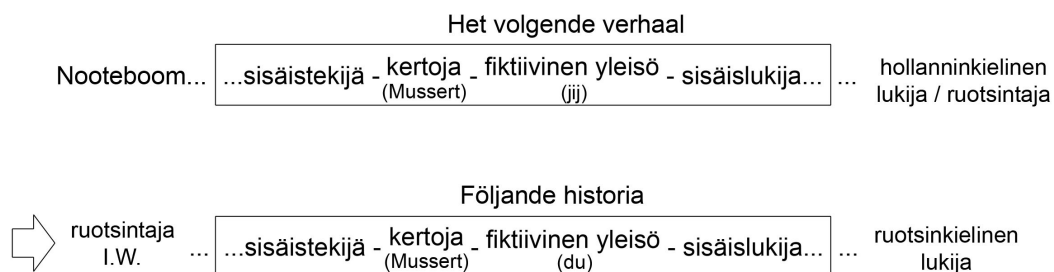 Het volgende verhaal
Nooteboom... ...sisäistekijä - kertoja - fiktiivinen yleisö - sisäislukija... ... hollanninkielinen
(Mussert) (jij) lukija / ruotsintaja
Följande historia
ruotsintaja ... ...sisäistekijä - kertoja - fiktiivinen yleisö - sisäislukija... ... ruotsinkielinen
I.W. (Mussert) (du) lukija